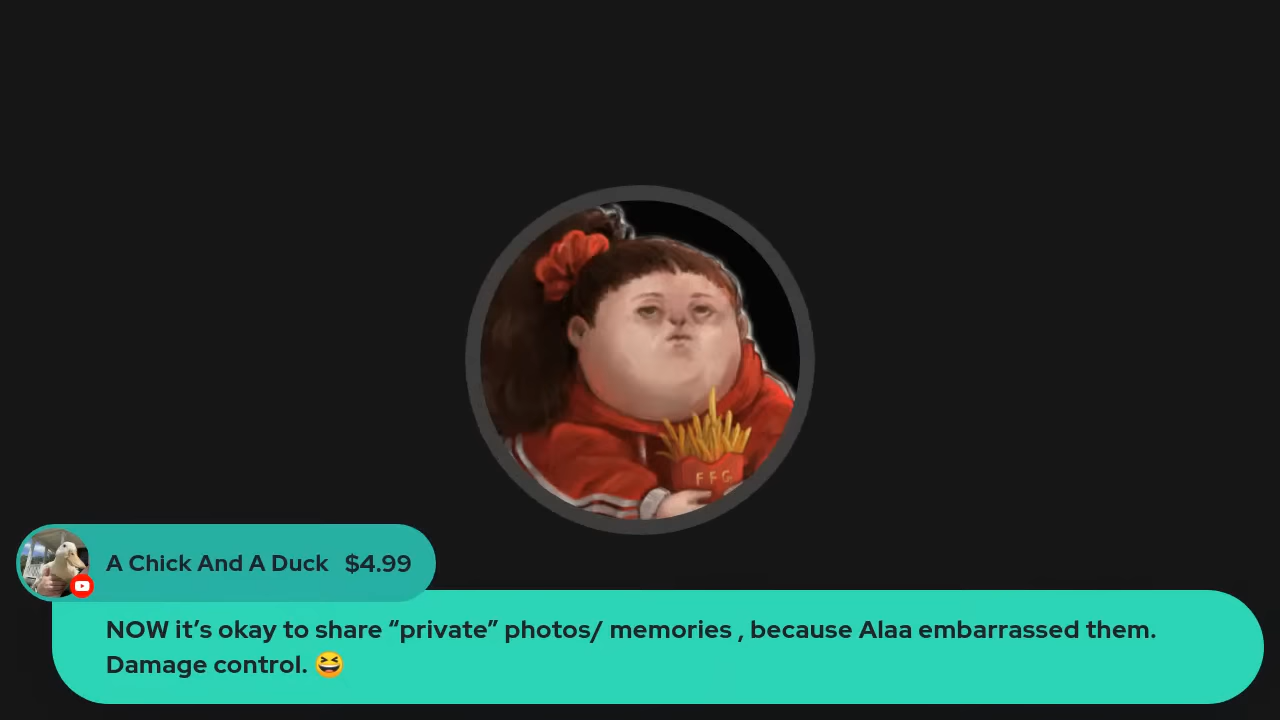 FFG
A Chick And A Duck $4.99
NOW it’s okay to share “private” photos/ memories , because Alaa embarrassed them.
Damage control. 😆